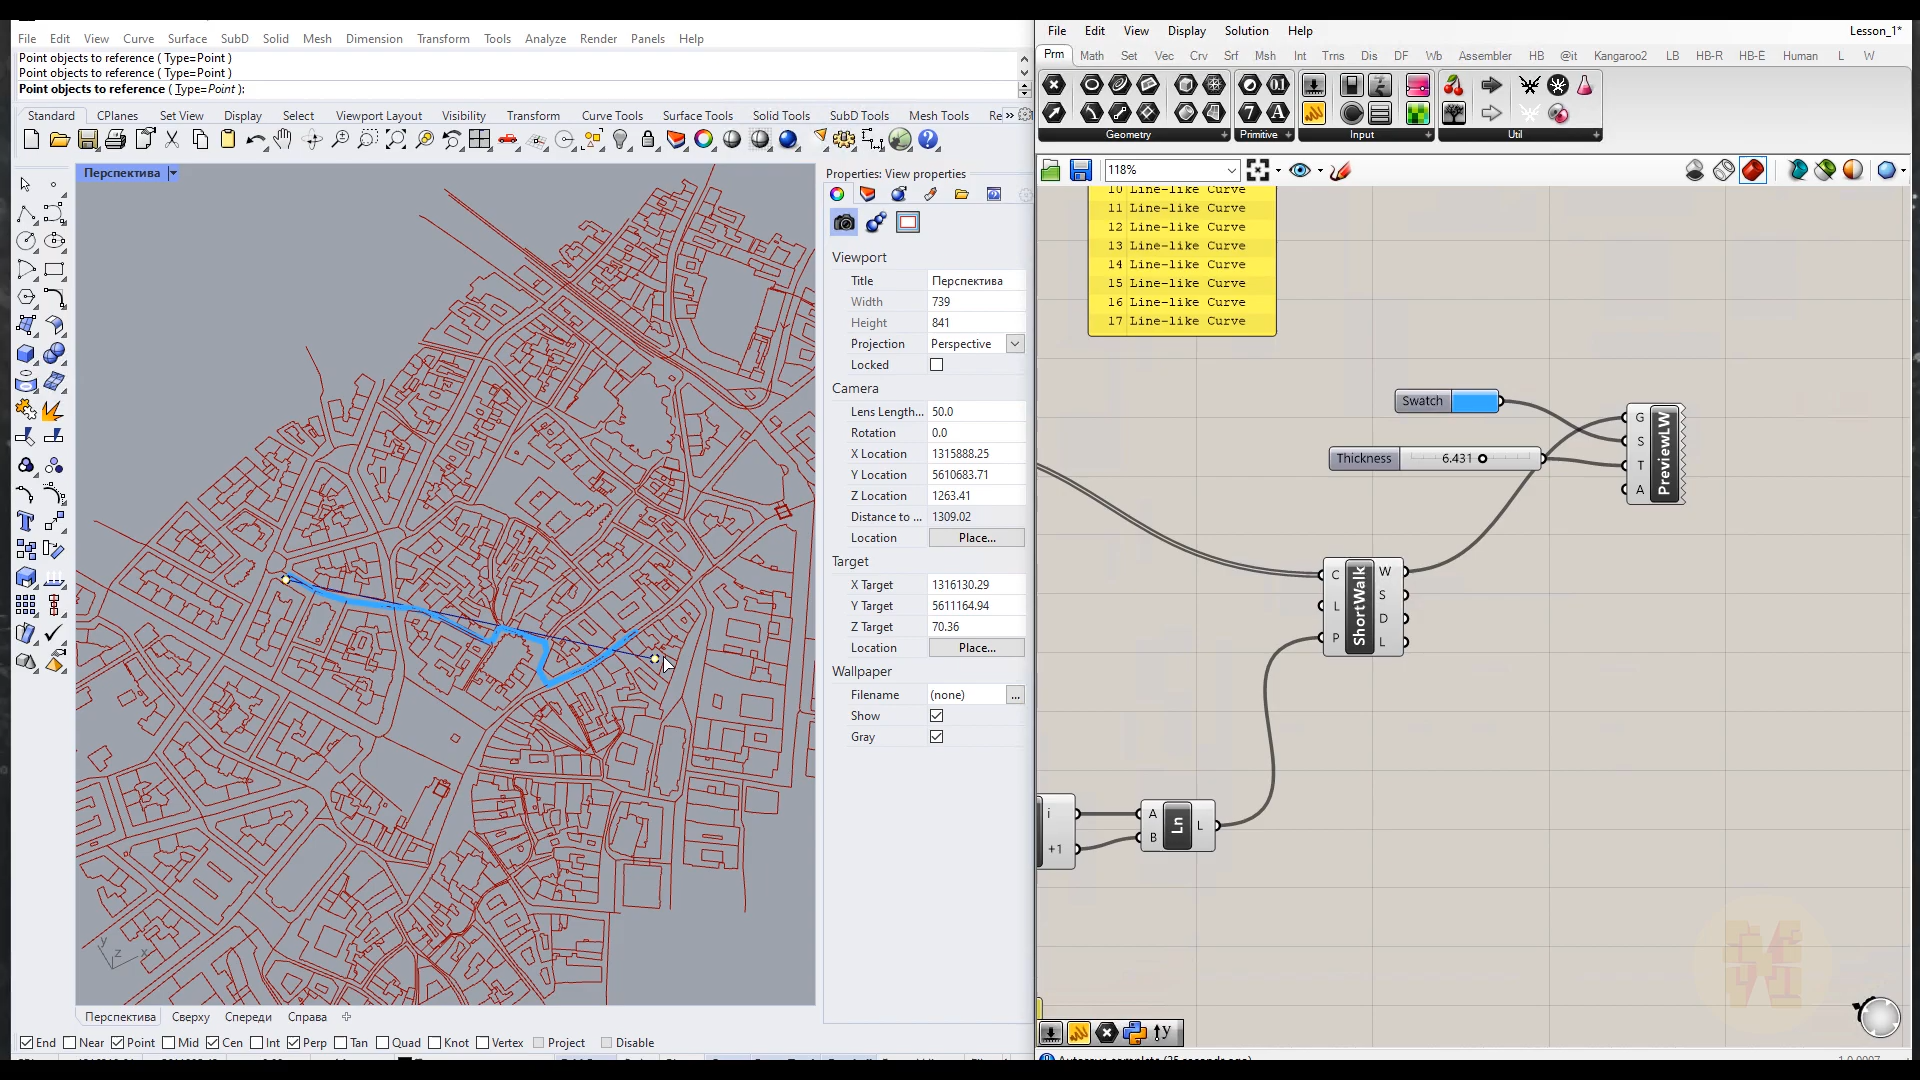 File Edit View Curve Surface SubD Solid Mesh Dimension Transform Tools Analyze Render Panels Help
Point objects to reference ( Type=Point )
Point objects to reference ( Type=Point )
Point objects to reference ( Type=Point ):
Standard CPlanes Set View Display Select Viewport Layout Visibility Transform Curve Tools Surface Tools Solid Tools SubD Tools Mesh Tools Re »
Перспектива
Properties: View properties
Viewport
Title Перспектива
Width 739
Height 841
Projection Perspective
Locked
Camera
Lens Length... 50.0
Rotation 0.0
X Location 1315888.25
Y Location 5610683.71
Z Location 1263.41
Distance to ... 1309.02
Location Place...
Target
X Target 1316130.29
Y Target 5611164.94
Z Target 70.36
Location Place...
Wallpaper
Filename (none) ...
Show
Gray
y z x
Перспектива Сверху Спереди Справа
End Near Point Mid Cen Int Perp Tan Quad Knot Vertex Project Disable
File Edit View Display Solution Help Lesson_1*
Prm Math Set Vec Crv Srf Msh Int Trns Dis DF Wb Assembler HB @it Kangaroo2 LB HB-R HB-E Human L W
Geometry Primitive Input Util
118%
10 Line-like Curve
11 Line-like Curve
12 Line-like Curve
13 Line-like Curve
14 Line-like Curve
15 Line-like Curve
16 Line-like Curve
17 Line-like Curve
Swatch
Thickness 6.431
G
S
T
A
PreviewLW
C
L
P
ShortWalk
W
S
D
L
i
+1
A
B
Ln
L